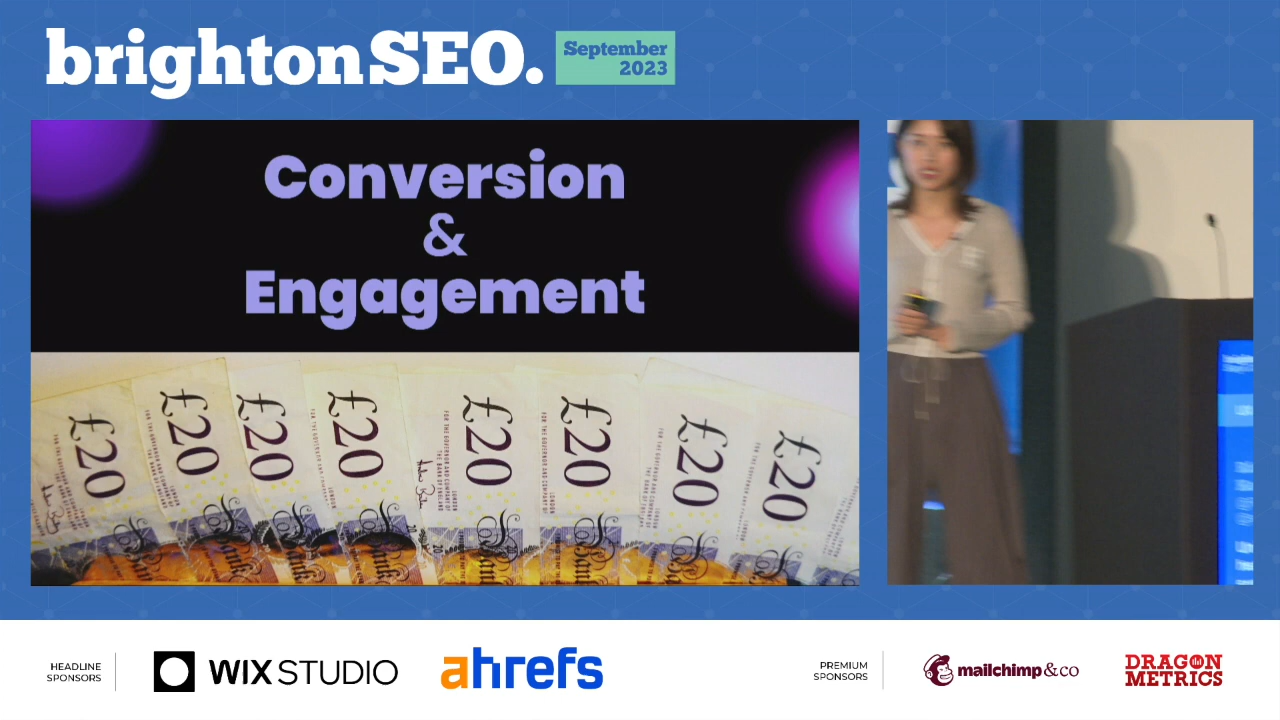 brightonSEO.
September
2023
Conversion
&
Engagement
£20
£20
£20
£20
£20
£20
£20
£20
HEADLINE
SPONSORS
WIX STUDIO
ahrefs
PREMIUM
SPONSORS
mailchimp&co
DRAGON
METRICS